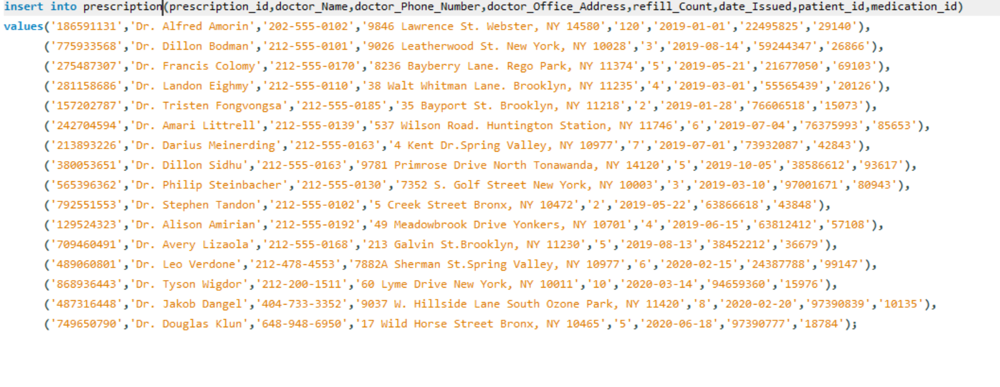 insert into prescription(prescription_id,doctor_Name,doctor_Phone_Number,doctor_Office_Address,refill_Count,date_Issued,patient_id,medication_id)
values('186591131','Dr. Alfred Amorin','202-555-0102','9846 Lawrence St. Webster, NY 14580','120','2019-01-01','22495825','29140'),
('775933568','Dr. Dillon Bodman','212-555-0101','9026 Leatherwood St. New York, NY 10028','3','2019-08-14','59244347','26866'),
('275487307','Dr. Francis Colomy','212-555-0170','8236 Bayberry Lane. Rego Park, NY 11374','5','2019-05-21','21677050','69103'),
('281158686','Dr. Landon Eighmy','212-555-0110','38 Walt Whitman Lane. Brooklyn, NY 11235','4','2019-03-01','55565439','20126'),
('157202787','Dr. Tristen Fongvongsa','212-555-0185','35 Bayport St. Brooklyn, NY 11218','2','2019-01-28','76606518','15073'),
('242704594','Dr. Amari Littrell','212-555-0139','537 Wilson Road. Huntington Station, NY 11746','6','2019-07-04','76375993','85653'),
('213893226','Dr. Darius Meinerding','212-555-0163','4 Kent Dr.Spring Valley, NY 10977','7','2019-07-01','73932087','42843'),
('380053651','Dr. Dillon Sidhu','212-555-0163','9781 Primrose Drive North Tonawanda, NY 14120','5','2019-10-05','38586612','93617'),
('565396362','Dr. Philip Steinbacher','212-555-0130','7352 S. Golf Street New York, NY 10003','3','2019-03-10','97001671','80943'),
('792551553','Dr. Stephen Tandon','212-555-0102','5 Creek Street Bronx, NY 10472','2','2019-05-22','63866618','43848'),
('129524323','Dr. Alison Amirian','212-555-0192','49 Meadowbrook Drive Yonkers, NY 10701','4','2019-06-15','63812412','57108'),
('709460491','Dr. Avery Lizaola','212-555-0168','213 Galvin St.Brooklyn, NY 11230','5','2019-08-13','38452212','36679'),
('489060801','Dr. Leo Verdone','212-478-4553','7882A Sherman St.Spring Valley, NY 10977','6','2020-02-15','24387788','99147'),
('868936443','Dr. Tyson Wigdor','212-200-1511','60 Lyme Drive New York, NY 10011','10','2020-03-14','94659360','15976'),
('487316448','Dr. Jakob Dangel','404-733-3352','9037 W. Hillside Lane South Ozone Park, NY 11420','8','2020-02-20','97390839','10135'),
('749650790','Dr. Douglas Klun','648-948-6950','17 Wild Horse Street Bronx, NY 10465','5','2020-06-18','97390777','18784');